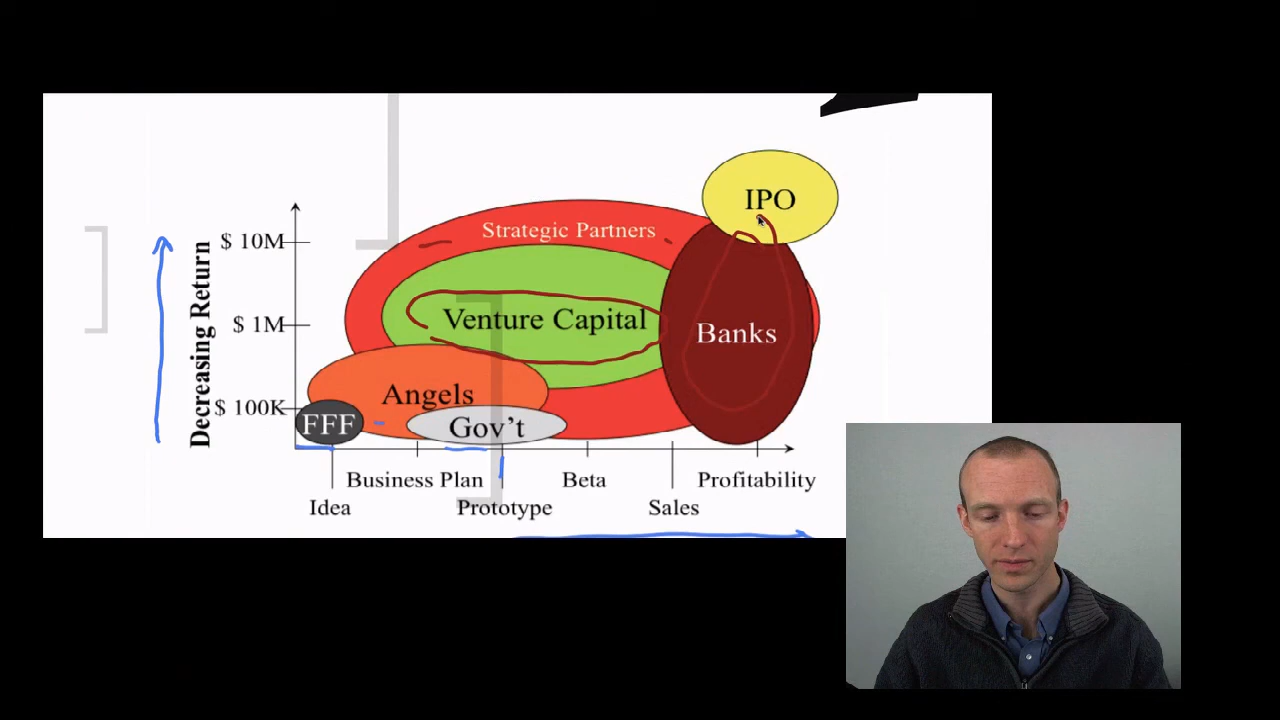 IPO
Strategic Partners
$ 10M
Decreasing Return
$ 1M
Venture Capital
Banks
Angels
$ 100K
FFF
Gov't
Business Plan
Beta
Profitability
Idea
Prototype
Sales